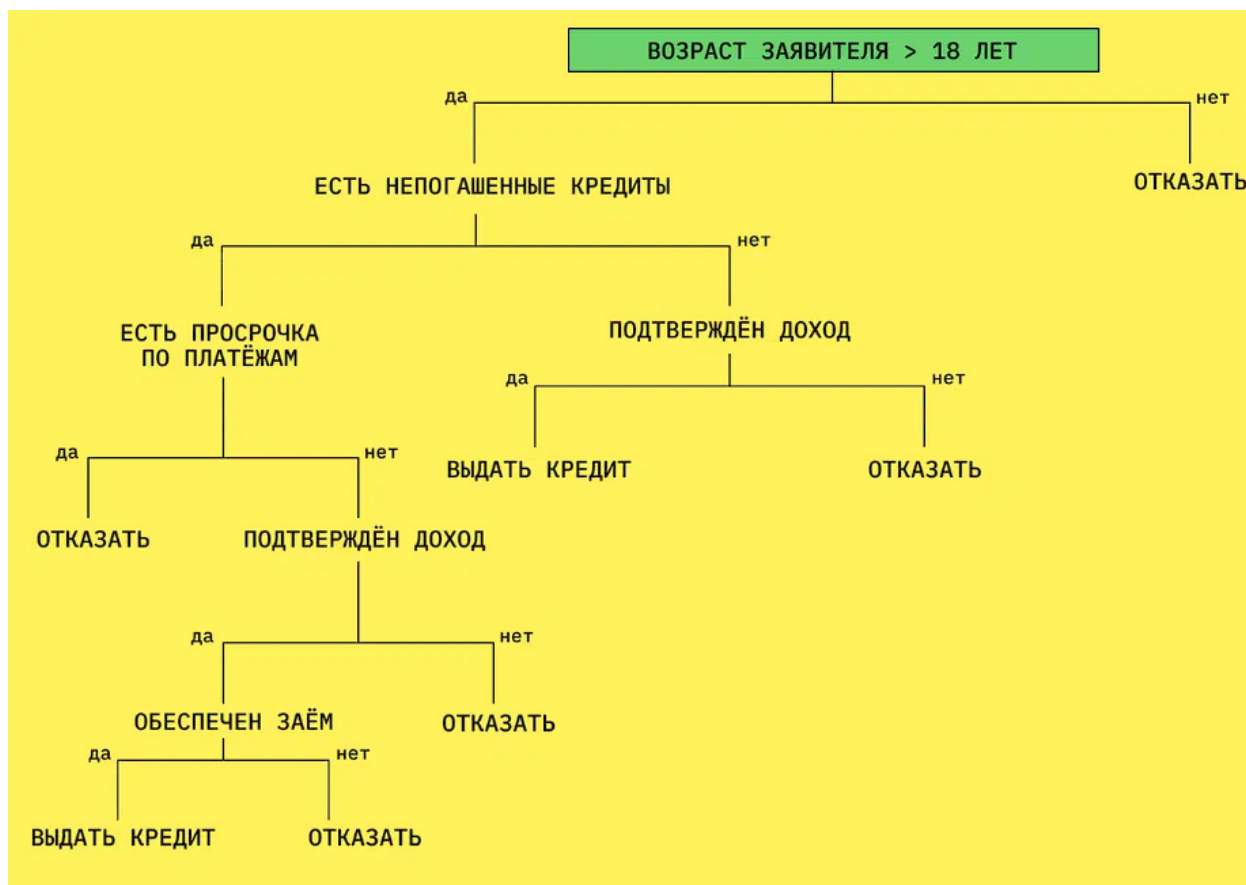 ВОЗРАСТ ЗАЯВИТЕЛЯ > 18 ЛЕТ
да
нет
ЕСТЬ НЕПОГАШЕННЫЕ КРЕДИТЫ
ОТКАЗАТЬ
да
нет
ЕСТЬ ПРОСРОЧКА
ПО ПЛАТЕЖАМ
ПОДТВЕРЖДЁН ДОХОД
да
нет
ВЫДАТЬ КРЕДИТ
ОТКАЗАТЬ
да
нет
ОТКАЗАТЬ
ПОДТВЕРЖДЁН ДОХОД
да
нет
ОБЕСПЕЧЕН ЗАЁМ
ОТКАЗАТЬ
да
нет
ВЫДАТЬ КРЕДИТ
ОТКАЗАТЬ